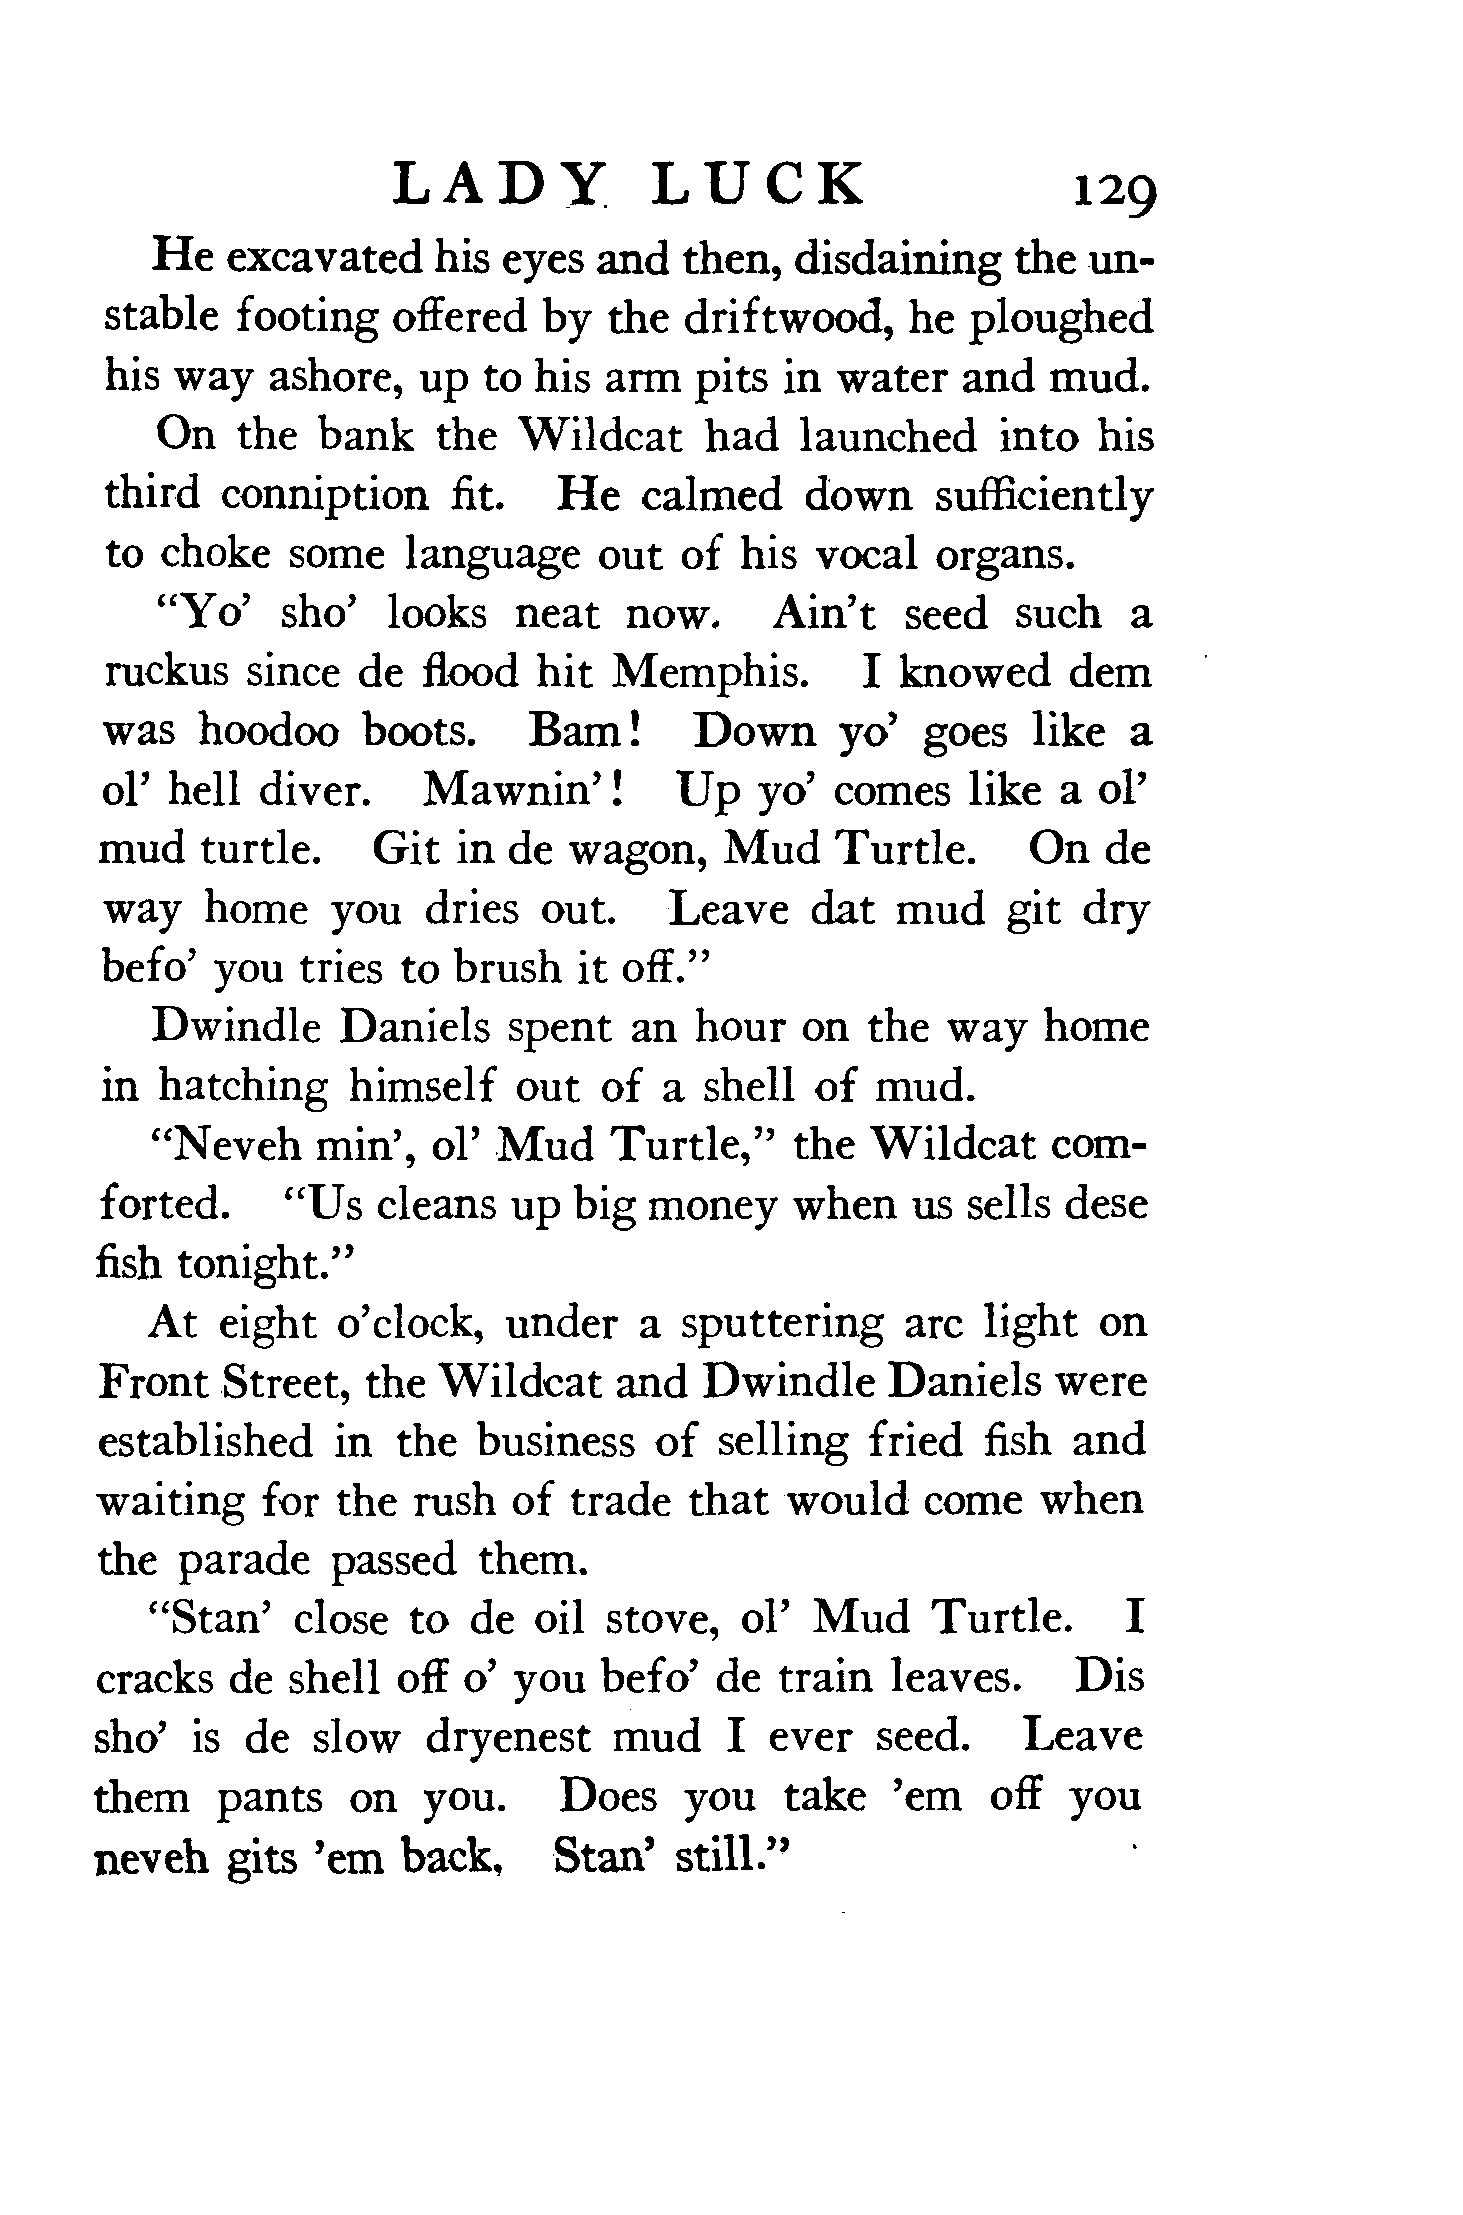 LADY LUCK 129
He excavated his eyes and then, disdaining the un-
stable footing offered by the driftwood, he ploughed
his way ashore, up to his arm pits in water and mud.
On the bank the Wildcat had launched into his
third conniption fit. He calmed down sufficiently
to choke some language out of his vocal organs.
“Yo’ sho’ looks neat now. Ain’t seed such a
ruckus since de flood hit Memphis. I knowed dem
was hoodoo boots. Bam! Down yo’ goes like a
ol’ hell diver. Mawnin’! Up yo’ comes like a ol’
mud turtle. Git in de wagon, Mud Turtle. On de
way home you dries out. Leave dat mud git dry
befo’ you tries to brush it off.”
Dwindle Daniels spent an hour on the way home
in hatching himself out of a shell of mud.
“Neveh min’, ol’ Mud Turtle,” the Wildcat com-
forted. “Us cleans up big money when us sells dese
fish tonight.”
At eight o’clock, under a sputtering arc light on
Front Street, the Wildcat and Dwindle Daniels were
established in the business of selling fried fish and
waiting for the rush of trade that would come when
the parade passed them.
“Stan’ close to de oil stove, ol’ Mud Turtle. I
cracks de shell off o’ you befo’ de train leaves. Dis
sho’ is de slow dryenest mud I ever seed. Leave
them pants on you. Does you take ’em off you
neveh gits ’em back, Stan’ still.”